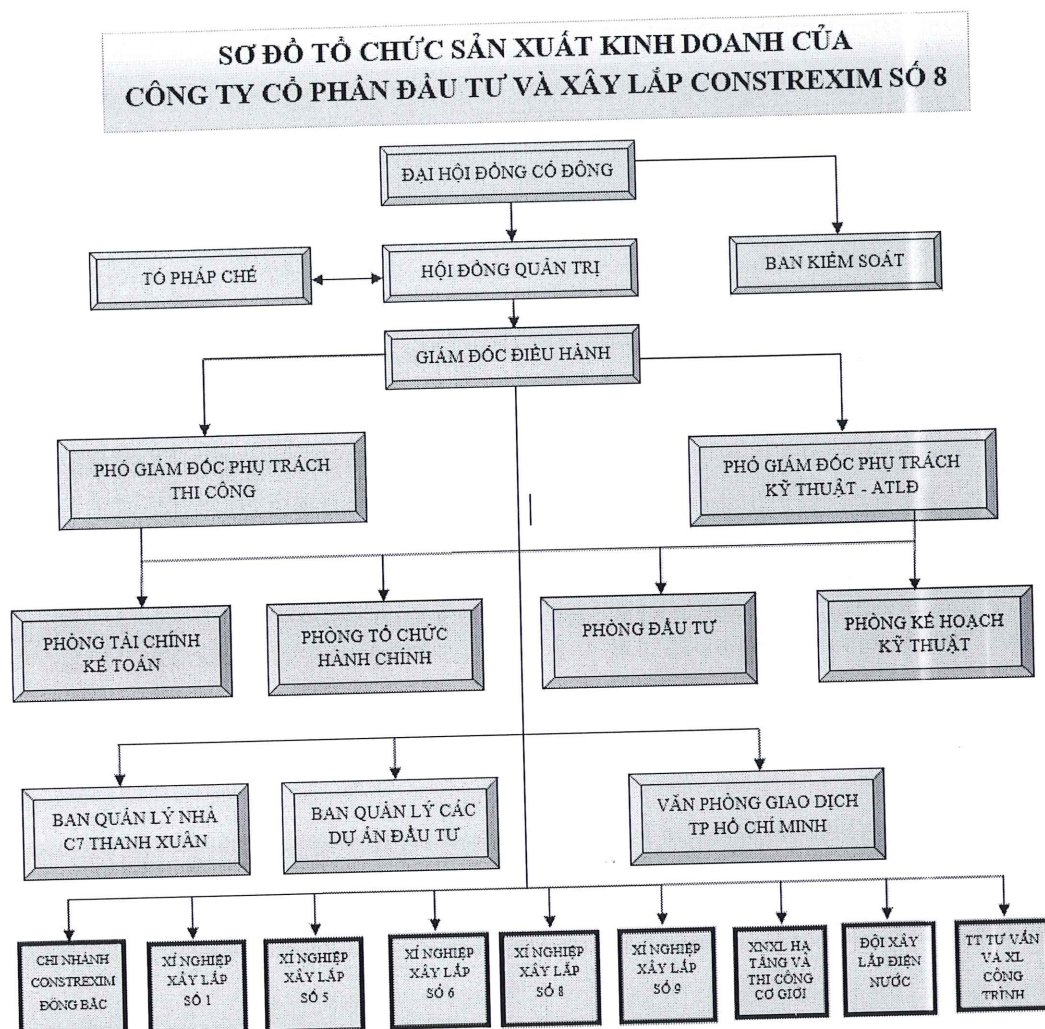 SƠ ĐỒ TỔ CHỨC SẢN XUẤT KINH DOANH CỦA
CÔNG TY CỔ PHẦN ĐẦU TƯ VÀ XÂY LẮP CONSTREXIM SỐ 8
ĐẠI HỘI ĐỒNG CỔ ĐÔNG
TỔ PHÁP CHẾ
HỘI ĐỒNG QUẢN TRỊ
BAN KIỂM SOÁT
GIÁM ĐỐC ĐIỀU HÀNH
PHÓ GIÁM ĐỐC PHỤ TRÁCH
THI CÔNG
PHÓ GIÁM ĐỐC PHỤ TRÁCH
KỸ THUẬT - ATLĐ
PHÒNG TÀI CHÍNH
KẾ TOÁN
PHÒNG TỔ CHỨC
HÀNH CHÍNH
PHÒNG ĐẦU TƯ
PHÒNG KẾ HOẠCH
KỸ THUẬT
BAN QUẢN LÝ NHÀ
C7 THANH XUÂN
BAN QUẢN LÝ CÁC
DỰ ÁN ĐẦU TƯ
VĂN PHÒNG GIAO DỊCH
TP HỒ CHÍ MINH
CHI NHÁNH
CONSTREXIM
ĐÔNG BẮC
XÍ NGHIỆP
XÂY LẮP
SỐ 1
XÍ NGHIỆP
XÂY LẮP
SỐ 5
XÍ NGHIỆP
XÂY LẮP
SỐ 6
XÍ NGHIỆP
XÂY LẮP
SỐ 8
XÍ NGHIỆP
XÂY LẮP
SỐ 9
XNXL HẠ
TẦNG VÀ
THI CÔNG
CƠ GIỚI
ĐỘI XÂY
LẮP ĐIỆN
NƯỚC
TT TƯ VẤN
VÀ XL
CÔNG
TRÌNH